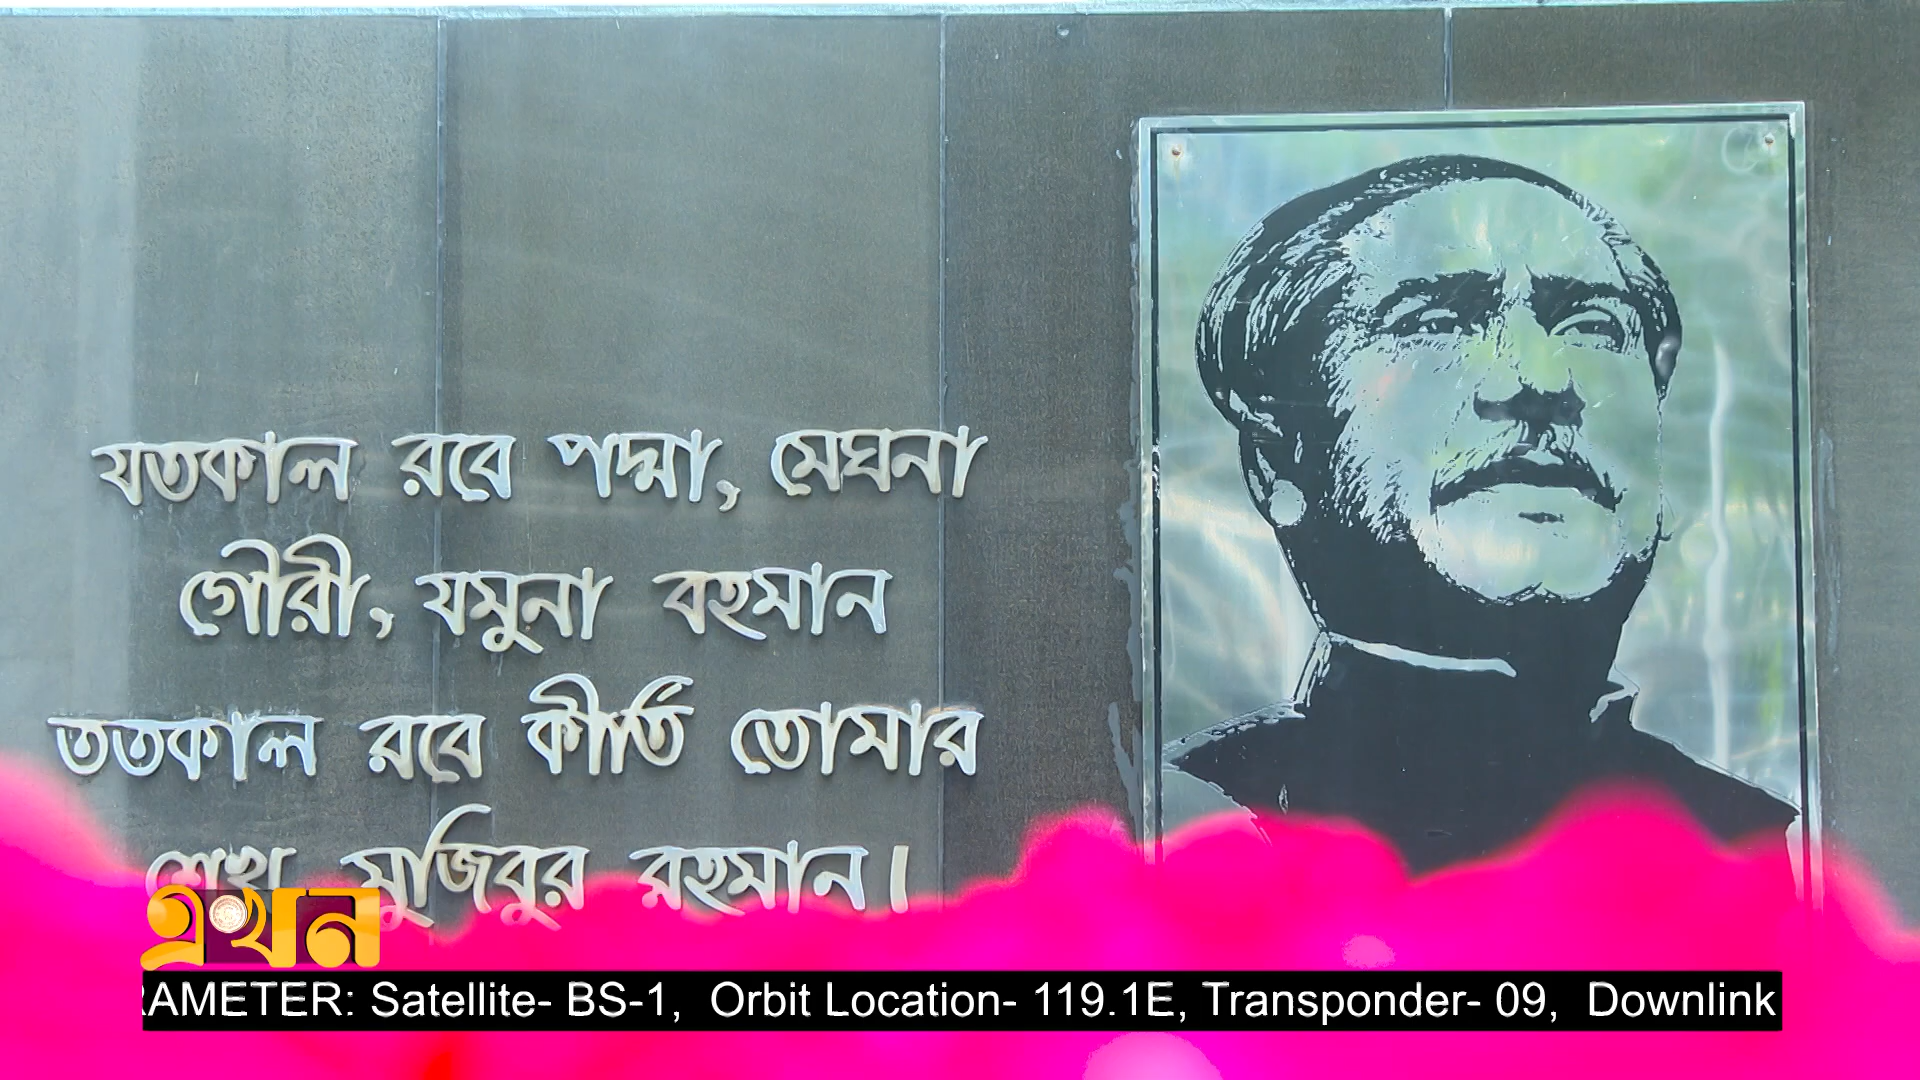 যতকাল রবে পদ্মা, মেঘনা
গৌরী, যমুনা বহমান
ততকাল রবে কীর্তি তোমার
শেখ মুজিবুর রহমান।
এখন
RAMETER: Satellite- BS-1, Orbit Location- 119.1E, Transponder- 09, Downlink